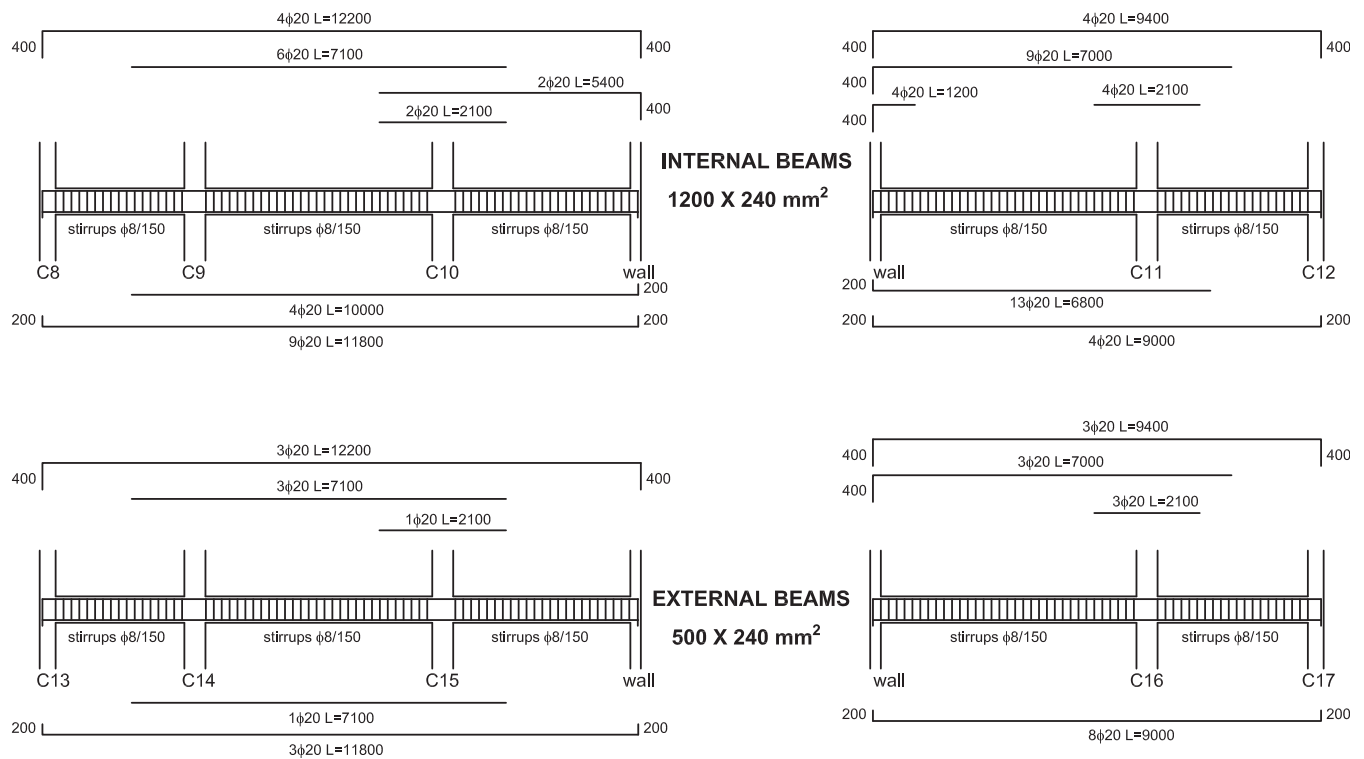 4ϕ20 L=12200
4ϕ20 L=9400
400
400
400
400
6ϕ20 L=7100
9ϕ20 L=7000
400
2ϕ20 L=5400
4ϕ20 L=1200
4ϕ20 L=2100
400
400
2ϕ20 L=2100
INTERNAL BEAMS
1200 X 240 mm²
stirrups ϕ8/150
stirrups ϕ8/150
stirrups ϕ8/150
stirrups ϕ8/150
stirrups ϕ8/150
C8
C9
C10
wall
wall
C11
C12
200
200
4ϕ20 L=10000
13ϕ20 L=6800
200
200
200
200
9ϕ20 L=11800
4ϕ20 L=9000
3ϕ20 L=12200
3ϕ20 L=9400
400
400
400
400
3ϕ20 L=7100
3ϕ20 L=7000
400
1ϕ20 L=2100
3ϕ20 L=2100
EXTERNAL BEAMS
500 X 240 mm²
stirrups ϕ8/150
stirrups ϕ8/150
stirrups ϕ8/150
stirrups ϕ8/150
stirrups ϕ8/150
C13
C14
C15
wall
wall
C16
C17
1ϕ20 L=7100
200
200
200
200
3ϕ20 L=11800
8ϕ20 L=9000